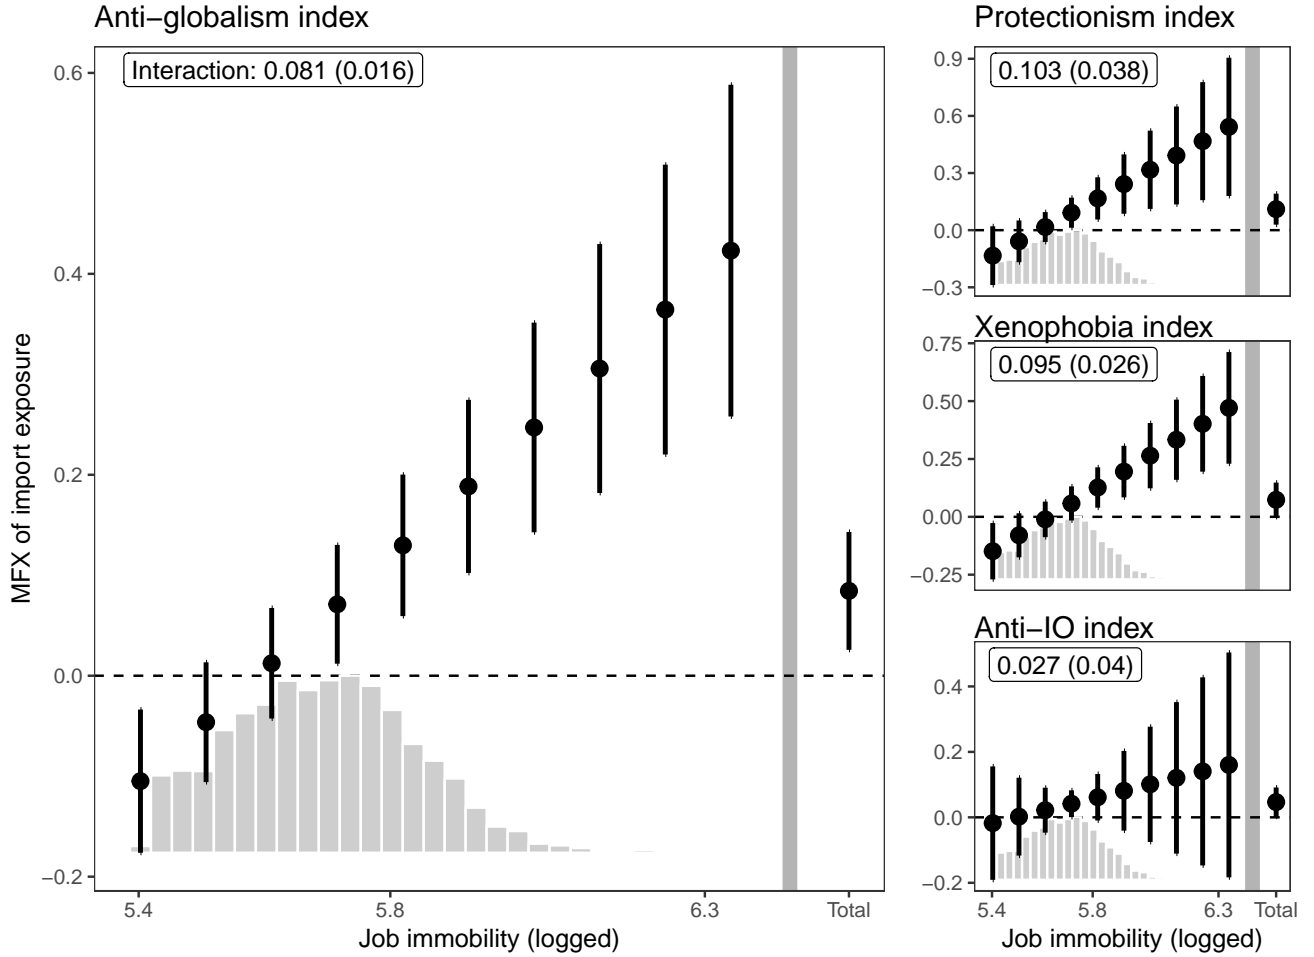 Anti−globalism index
Interaction: 0.081 (0.016)
0.6
0.4
0.2
0.0
−0.2
MFX of import exposure
5.4
5.8
6.3
Total
Job immobility (logged)
Protectionism index
0.103 (0.038)
0.9
0.6
0.3
0.0
−0.3
Xenophobia index
0.095 (0.026)
0.75
0.50
0.25
0.00
−0.25
Anti−IO index
0.027 (0.04)
0.4
0.2
0.0
−0.2
5.4
5.8
6.3
Total
Job immobility (logged)